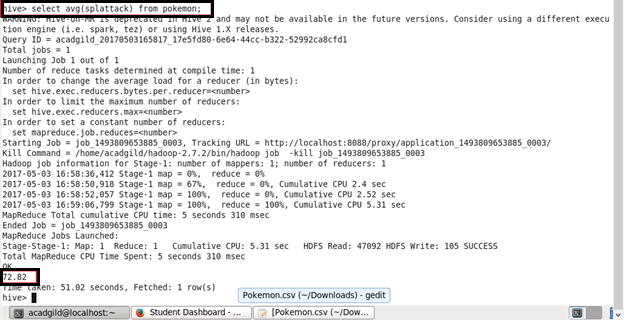 hive> select avg(splattack) from pokemon;
WARNING: Hive-on-MR is deprecated in Hive 2 and may not be available in the future versions. Consider using a different execu
tion engine (i.e. spark, tez) or using Hive 1.X releases.
Query ID = acadgild_20170503165817_17e5fd80-6e64-44cc-b322-52992ca8cfd1
Total jobs = 1
Launching Job 1 out of 1
Number of reduce tasks determined at compile time: 1
In order to change the average load for a reducer (in bytes):
  set hive.exec.reducers.bytes.per.reducer=<number>
In order to limit the maximum number of reducers:
  set hive.exec.reducers.max=<number>
In order to set a constant number of reducers:
  set mapreduce.job.reduces=<number>
Starting Job = job_1493809653885_0003, Tracking URL = http://localhost:8088/proxy/application_1493809653885_0003/
Kill Command = /home/acadgild/hadoop-2.7.2/bin/hadoop job  -kill job_1493809653885_0003
Hadoop job information for Stage-1: number of mappers: 1; number of reducers: 1
2017-05-03 16:58:36,412 Stage-1 map = 0%,  reduce = 0%
2017-05-03 16:58:50,918 Stage-1 map = 67%,  reduce = 0%, Cumulative CPU 2.4 sec
2017-05-03 16:58:52,057 Stage-1 map = 100%,  reduce = 0%, Cumulative CPU 2.52 sec
2017-05-03 16:59:06,799 Stage-1 map = 100%,  reduce = 100%, Cumulative CPU 5.31 sec
MapReduce Total cumulative CPU time: 5 seconds 310 msec
Ended Job = job_1493809653885_0003
MapReduce Jobs Launched:
Stage-Stage-1: Map: 1  Reduce: 1   Cumulative CPU: 5.31 sec   HDFS Read: 47092 HDFS Write: 105 SUCCESS
Total MapReduce CPU Time Spent: 5 seconds 310 msec
OK
72.82
Time taken: 51.02 seconds, Fetched: 1 row(s)
hive>
Pokemon.csv (~/Downloads) - gedit
acadgild@localhost:~
Student Dashboard - ...
[Pokemon.csv (~/Dow...